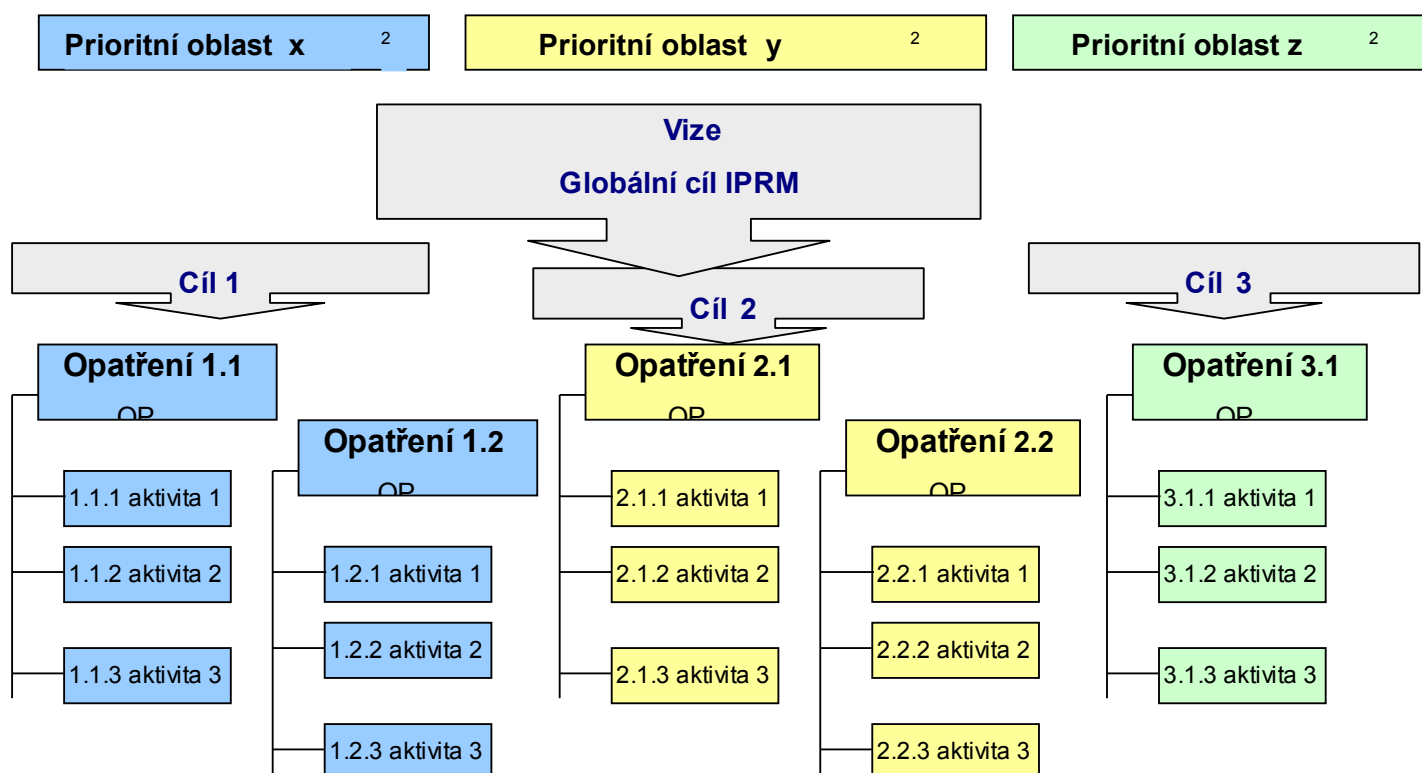 Prioritní oblast x 2
Prioritní oblast y 2
Prioritní oblast z 2
Vize
Globální cíl IPRM
Cíl 1
Cíl 2
Cíl 3
Opatření 1.1
OP
Opatření 1.2
OP
Opatření 2.1
OP
Opatření 2.2
OP
Opatření 3.1
OP
1.1.1 aktivita 1
1.1.2 aktivita 2
1.1.3 aktivita 3
1.2.1 aktivita 1
1.2.2 aktivita 2
1.2.3 aktivita 3
2.1.1 aktivita 1
2.1.2 aktivita 2
2.1.3 aktivita 3
2.2.1 aktivita 1
2.2.2 aktivita 2
2.2.3 aktivita 3
3.1.1 aktivita 1
3.1.2 aktivita 2
3.1.3 aktivita 3